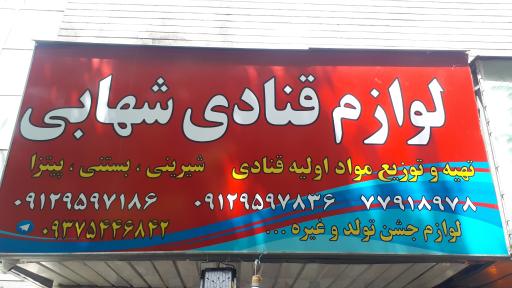 لوازم قنادی شهابی
تهیه و توزیع مواد اولیه قنادی شیرینی ، بستنی ، پیتزا
۷۷۹۱۸۹۷۸ ۰۹۱۲۹۵۹۷۸۳۶ ۰۹۱۲۹۵۹۷۱۸۶
لوازم جشن تولد و غیره ... ۰۹۳۷۵۴۴۶۸۴۲